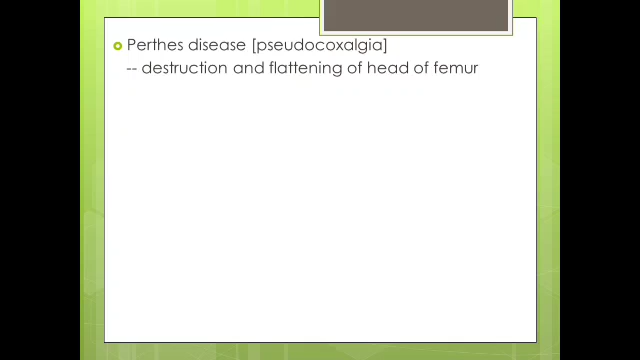 Perthes disease [pseudocoxalgia]
-- destruction and flattening of head of femur